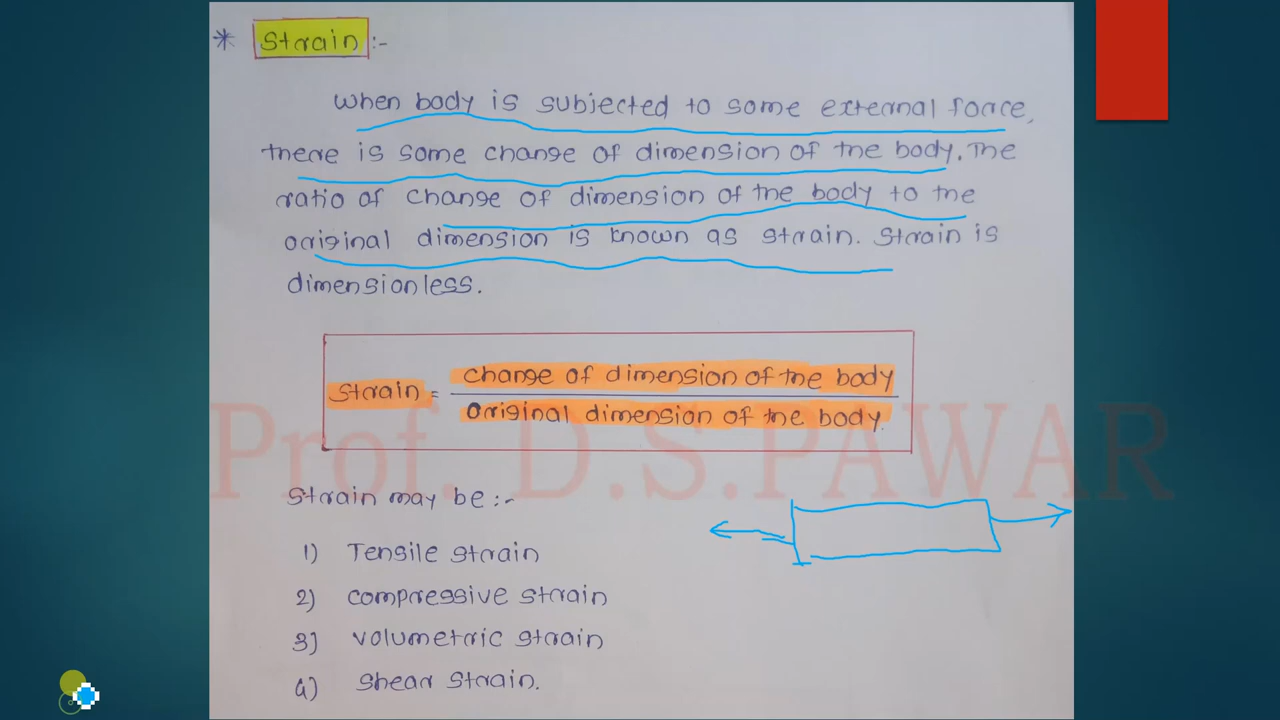 * Strain :-
When body is subjected to some external force,
there is some change of dimension of the body. The
ratio of change of dimension of the body to the
original dimension is known as strain. Strain is
dimensionless.
Strain = change of dimension of the body
original dimension of the body.
Prof. D.S.PAWAR
Strain may be :-
1) Tensile strain
2) compressive strain
3) volumetric strain
4) shear strain.